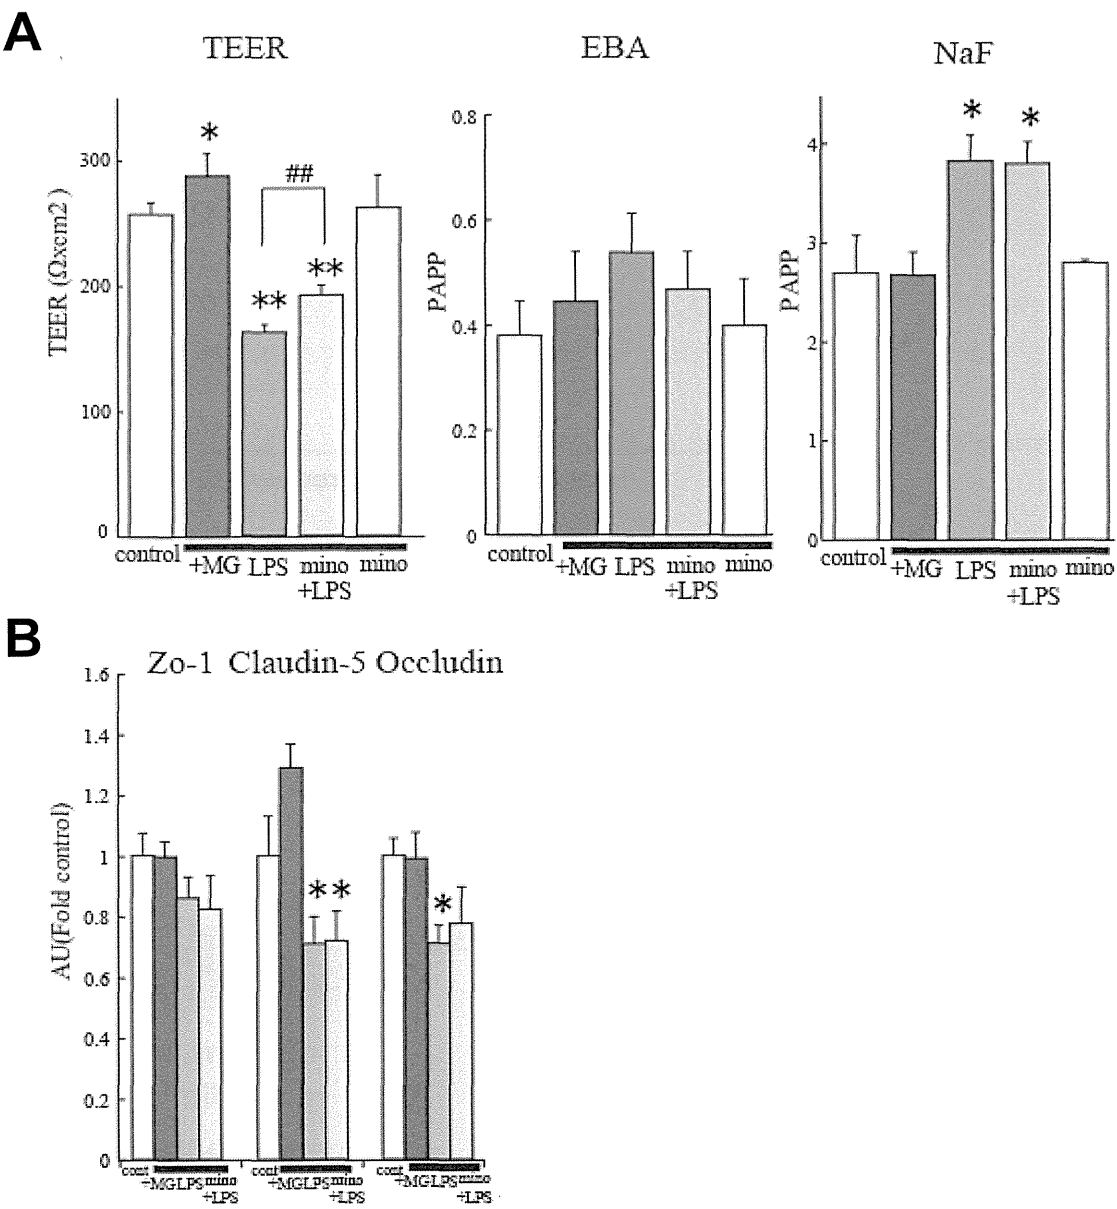 A
TEER
EBA
NaF
TEER (Ωxcm2 )
300
200
100
0
*
**
##
**
control
+MG LPS mino mino
+LPS
PAPP
0.8
0.6
0.4
0.2
0
control
+MG LPS mino mino
+LPS
PAPP
4
3
2
1
0
*
*
control
+MG LPS mino mino
+LPS
B
Zo-1 Claudin-5 Occludin
AU(Fold control)
1.6
1.4
1.2
1
0.8
0.6
0.4
0.2
0
* *
*
cont
+MG LPS mino
+LPS
cont
+MG LPS mino
+LPS
cont
+MG LPS mino
+LPS